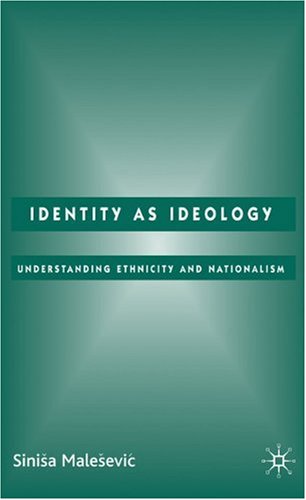 IDENTITY AS IDEOLOGY
UNDERSTANDING ETHNICITY AND NATIONALISM
Siniša Malešević